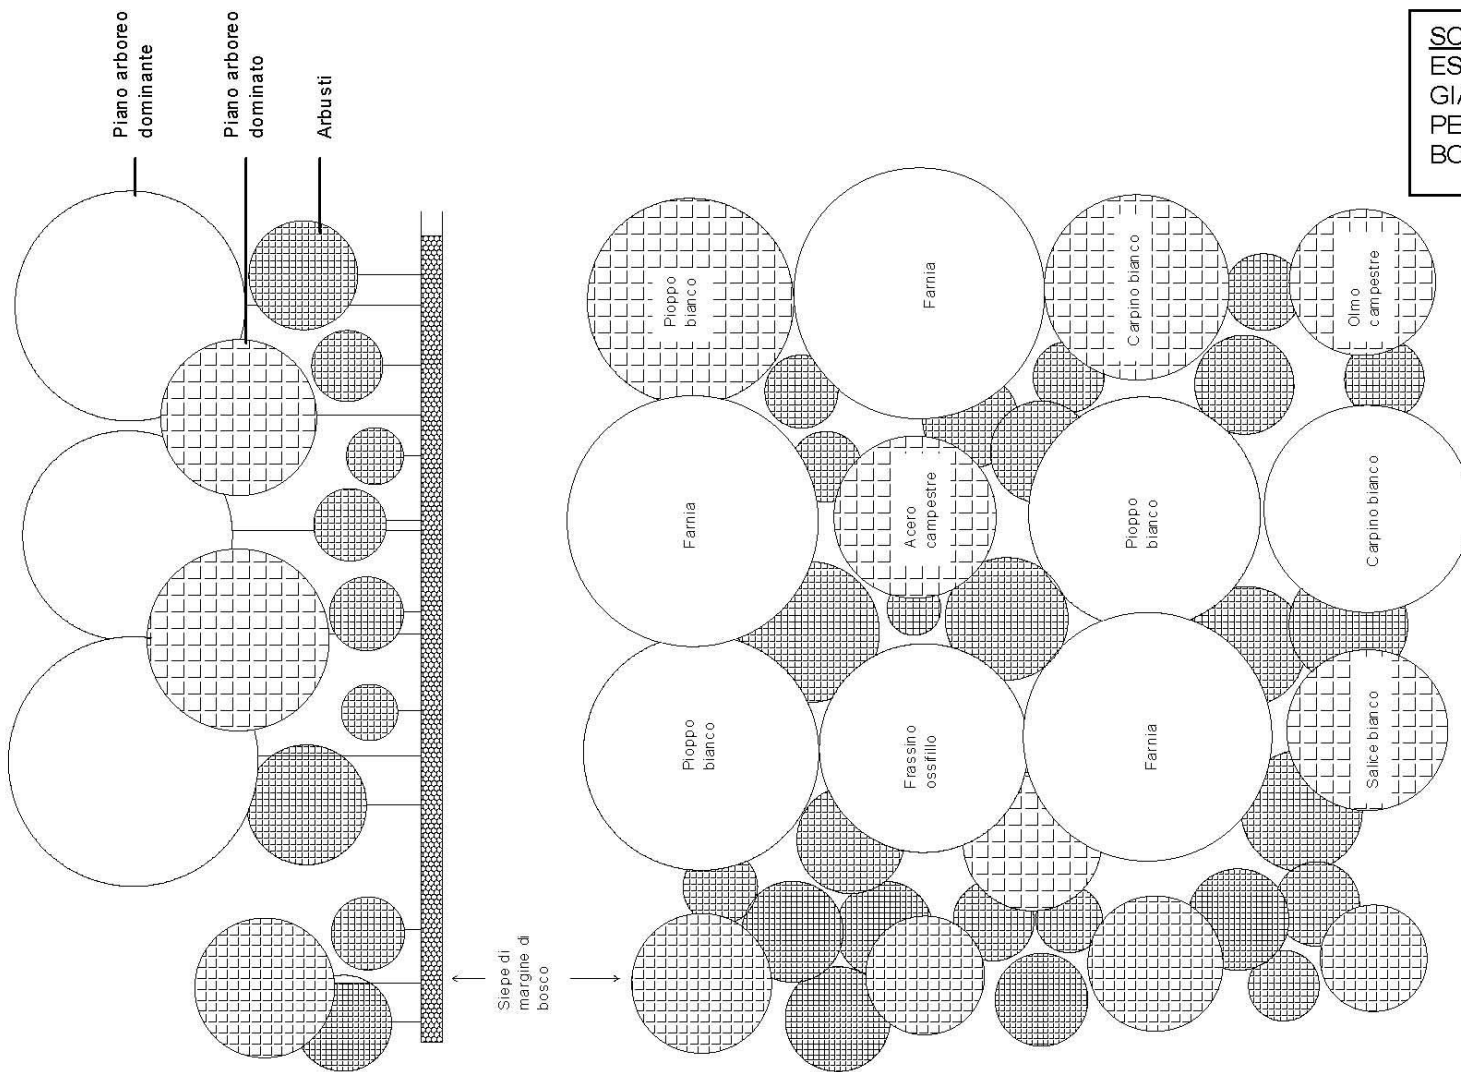 Piano arboreo
dominante
Piano arboreo
dominato
Arbusti
SO
ES
GIA
PE
BO
Pioppo
bianco
Farnia
Carpino bianco
Olmo
campestre
Farnia
Acero
campestre
Pioppo
bianco
Carpino bianco
Pioppo
bianco
Frassino
ossifillo
Farnia
Salice bianco
Siepe di
margine di
bosco